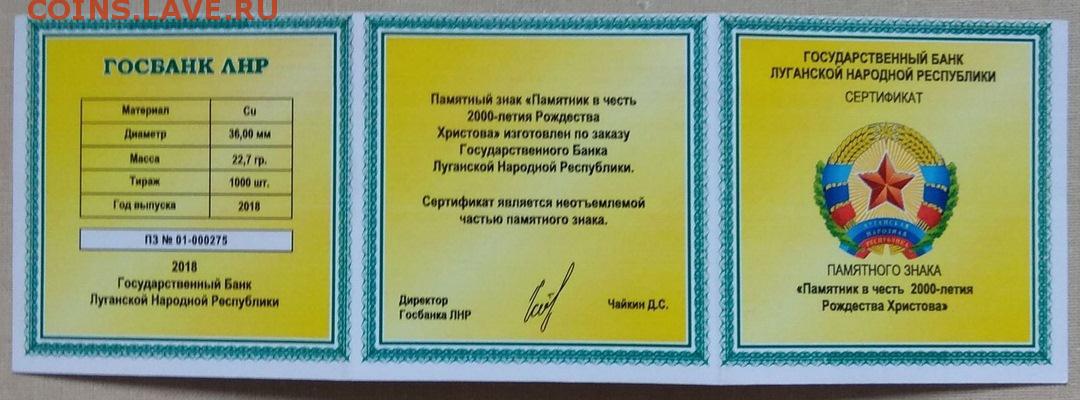 COINS.LAVE.RU
ГОСБАНК ЛНР
Материал Cu
Диаметр 36,00 мм
Масса 22,7 гр.
Тираж 1000 шт.
Год выпуска 2018
ПЗ № 01-000275
2018
Государственный Банк
Луганской Народной Республики
Памятный знак «Памятник в честь
2000-летия Рождества
Христова» изготовлен по заказу
Государственного Банка
Луганской Народной Республики.
Сертификат является неотъемлемой
частью памятного знака.
Директор
Госбанка ЛНР
Чайкин Д.С.
ГОСУДАРСТВЕННЫЙ БАНК
ЛУГАНСКОЙ НАРОДНОЙ РЕСПУБЛИКИ
СЕРТИФИКАТ
ЛУГАНСКАЯ
НАРОДНАЯ
РЕСПУБЛИКА
ПАМЯТНОГО ЗНАКА
«Памятник в честь 2000-летия
Рождества Христова»